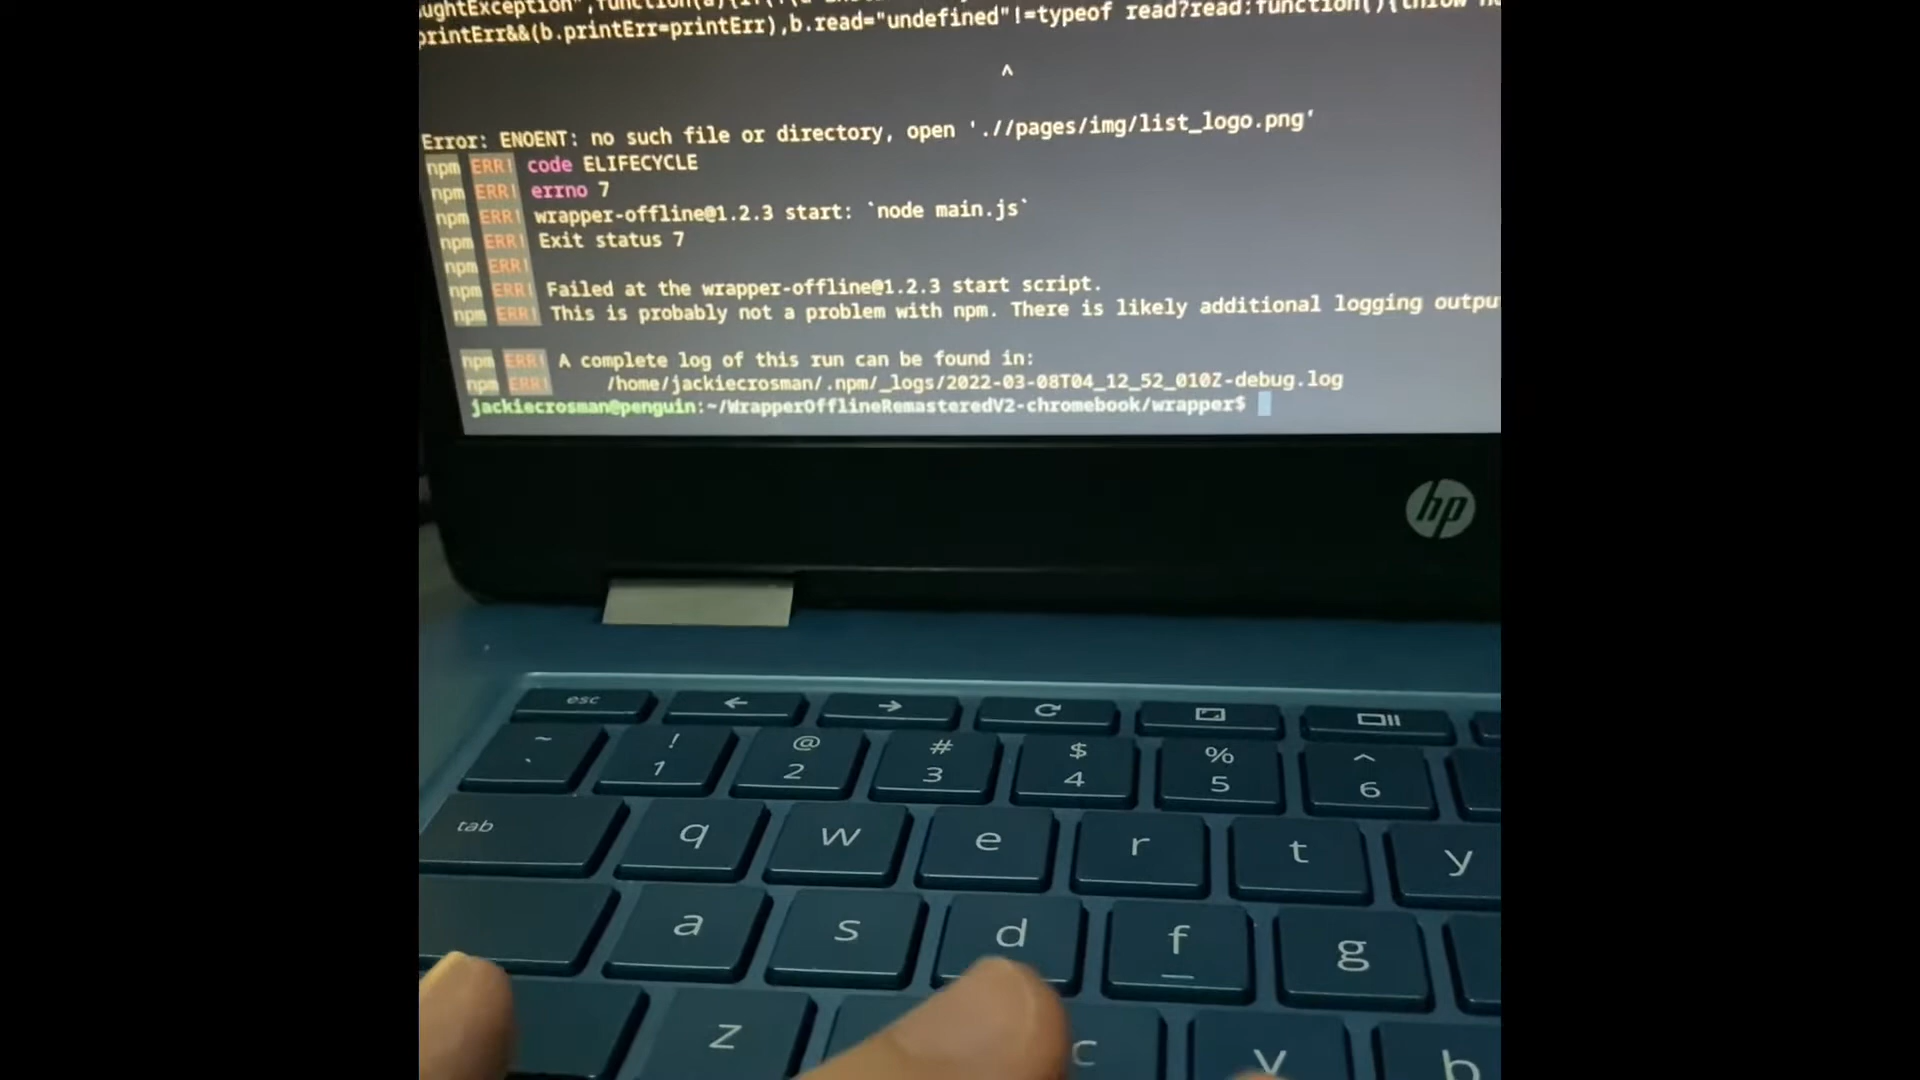 ughtException",function(a){if(!(a
printErr&&(b.printErr=printErr),b.read="undefined"!=typeof read?read:function(){throw
^
Error: ENOENT: no such file or directory, open './/pages/img/list_logo.png'
npm ERR! code ELIFECYCLE
npm ERR! errno 7
npm ERR! wrapper-offline@1.2.3 start: `node main.js`
npm ERR! Exit status 7
npm ERR!
npm ERR! Failed at the wrapper-offline@1.2.3 start script.
npm ERR! This is probably not a problem with npm. There is likely additional logging outpu
npm ERR! A complete log of this run can be found in:
npm ERR! /home/jackiecrosman/.npm/_logs/2022-03-08T04_12_52_010Z-debug.log
jackiecrosman@penguin:~/WrapperOfflineRemasteredV2-chromebook/wrapper$
hp
esc ← →
~ ! @ # $ % ^
` 1 2 3 4 5 6
tab q w e r t y
a s d f g
z c v b